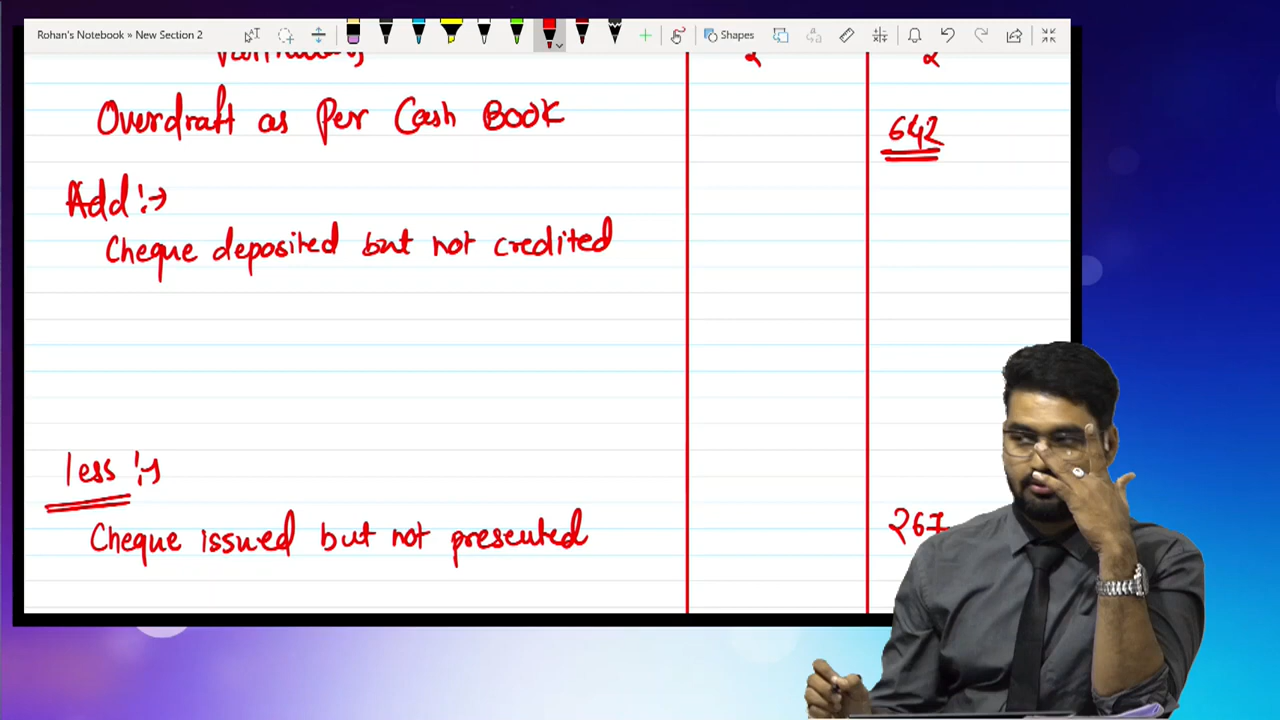 Rohan's Notebook » New Section 2
Shapes
Overdraft as Per Cash Book
642
Add :→
Cheque deposited but not credited
less :→
Cheque issued but not presented
267